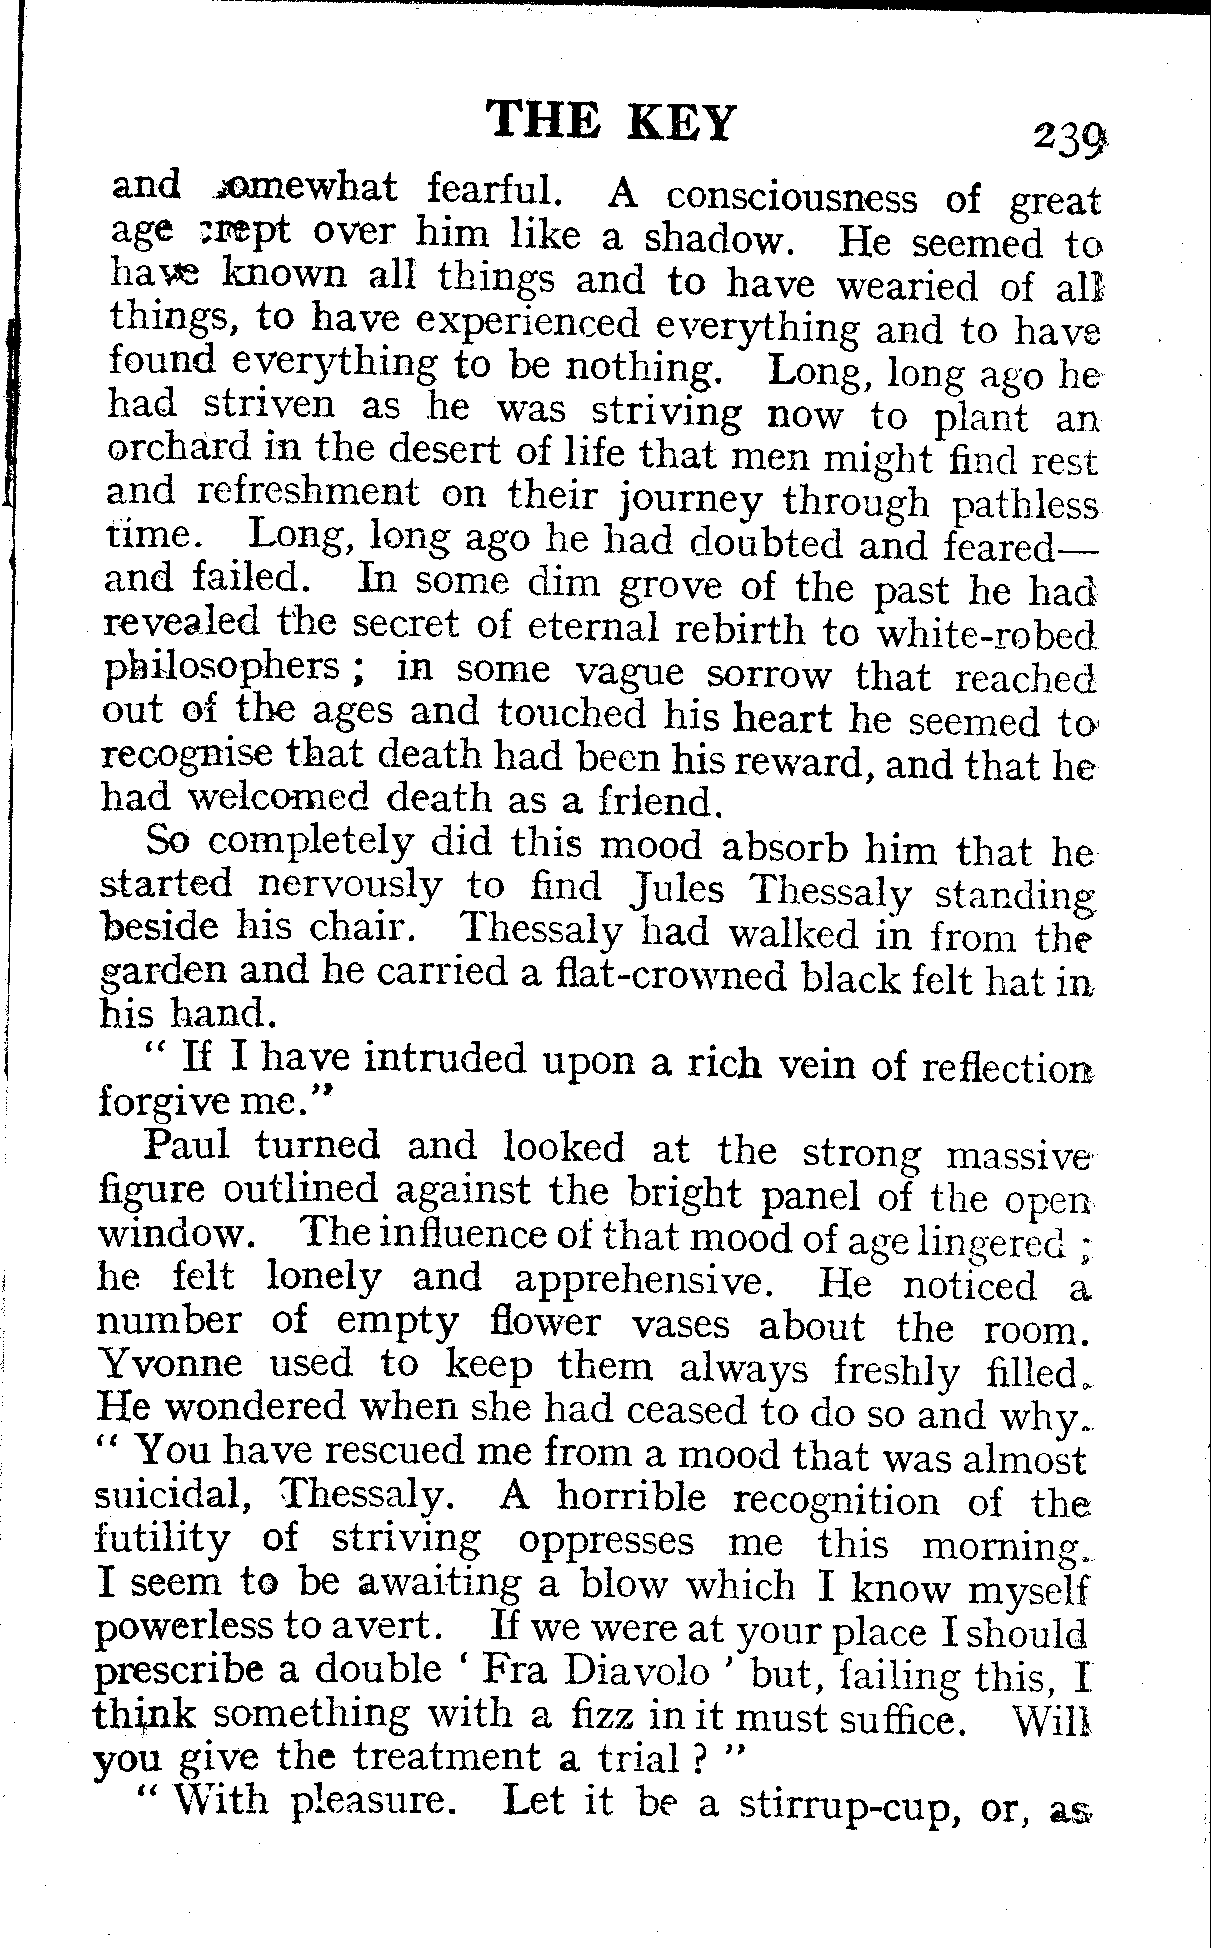 THE KEY 239
and somewhat fearful. A consciousness of great
age crept over him like a shadow. He seemed to
have known all things and to have wearied of all
things, to have experienced everything and to have
found everything to be nothing. Long, long ago he
had striven as he was striving now to plant an
orchard in the desert of life that men might find rest
and refreshment on their journey through pathless
time. Long, long ago he had doubted and feared—
and failed. In some dim grove of the past he had
revealed the secret of eternal rebirth to white-robed
philosophers ; in some vague sorrow that reached
out of the ages and touched his heart he seemed to
recognise that death had been his reward, and that he
had welcomed death as a friend.
So completely did this mood absorb him that he
started nervously to find Jules Thessaly standing
beside his chair. Thessaly had walked in from the
garden and he carried a flat-crowned black felt hat in
his hand.
" If I have intruded upon a rich vein of reflection
forgive me."
Paul turned and looked at the strong massive
figure outlined against the bright panel of the open
window. The influence of that mood of age lingered ;
he felt lonely and apprehensive. He noticed a
number of empty flower vases about the room.
Yvonne used to keep them always freshly filled.
He wondered when she had ceased to do so and why.
" You have rescued me from a mood that was almost
suicidal, Thessaly. A horrible recognition of the
futility of striving oppresses me this morning.
I seem to be awaiting a blow which I know myself
powerless to avert. If we were at your place I should
prescribe a double ' Fra Diavolo ' but, failing this, I
think something with a fizz in it must suffice. Will
you give the treatment a trial ? "
" With pleasure. Let it be a stirrup-cup, or, as